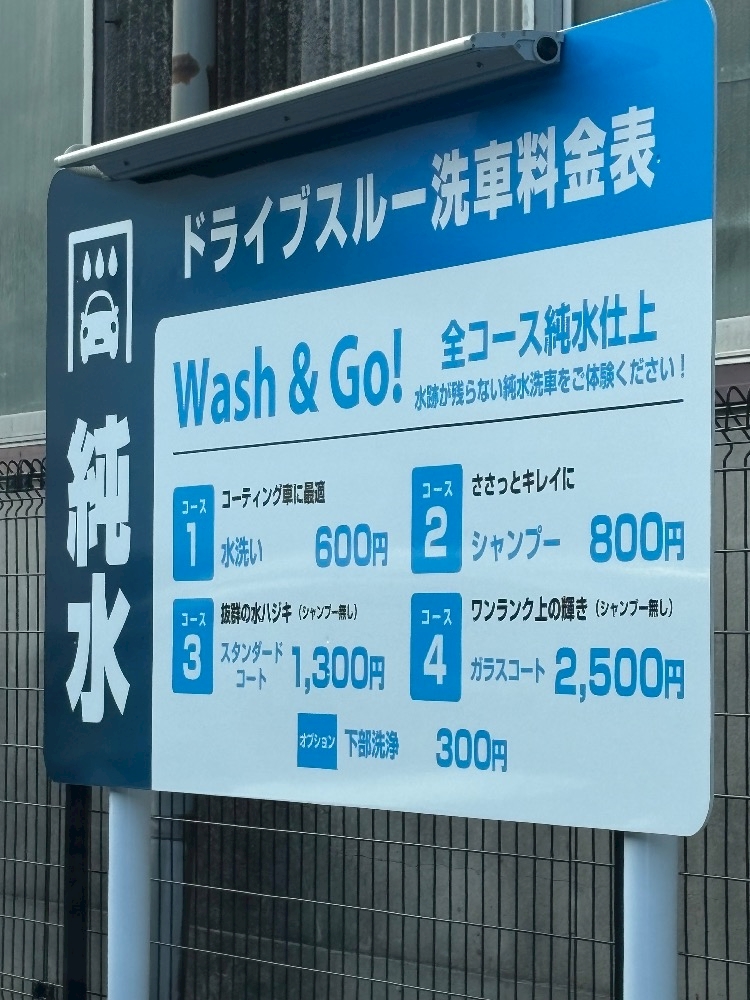 ドライブスルー洗車料金表
純水
Wash & Go!
全コース純水仕上
水跡が残らない純水洗車をご体験ください！
コース
1
コーティング車に最適
水洗い 600円
コース
2
ささっとキレイに
シャンプー 800円
コース
3
抜群の水ハジキ（シャンプー無し）
スタンダード
コート 1,300円
コース
4
ワンランク上の輝き（シャンプー無し）
ガラスコート 2,500円
オプション 下部洗浄 300円